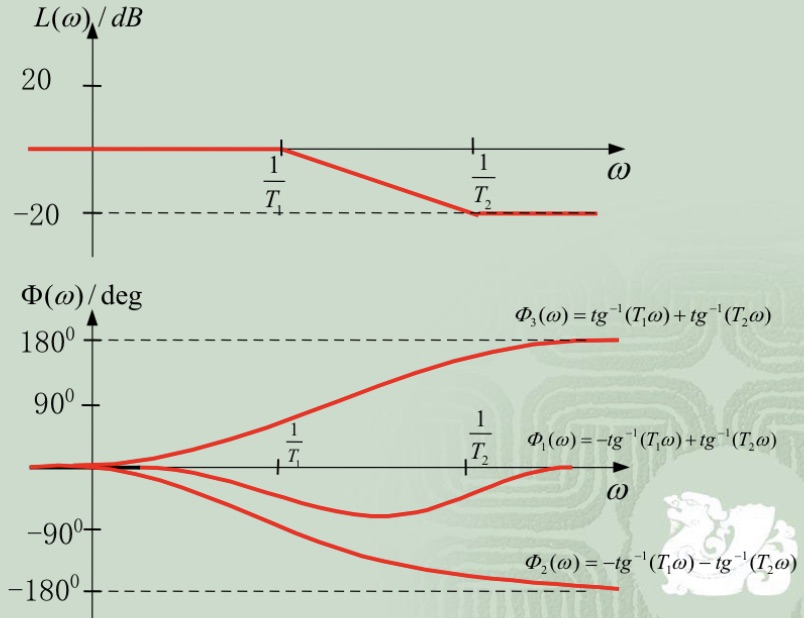 L(ω) / dB
20
1/T₁
1/T₂
ω
−20
Φ(ω) / deg
Φ₃(ω) = tg⁻¹(T₁ω) + tg⁻¹(T₂ω)
180⁰
90⁰
1/T₁
1/T₂
Φ₁(ω) = −tg⁻¹(T₁ω) + tg⁻¹(T₂ω)
ω
−90⁰
Φ₂(ω) = −tg⁻¹(T₁ω) − tg⁻¹(T₂ω)
−180⁰